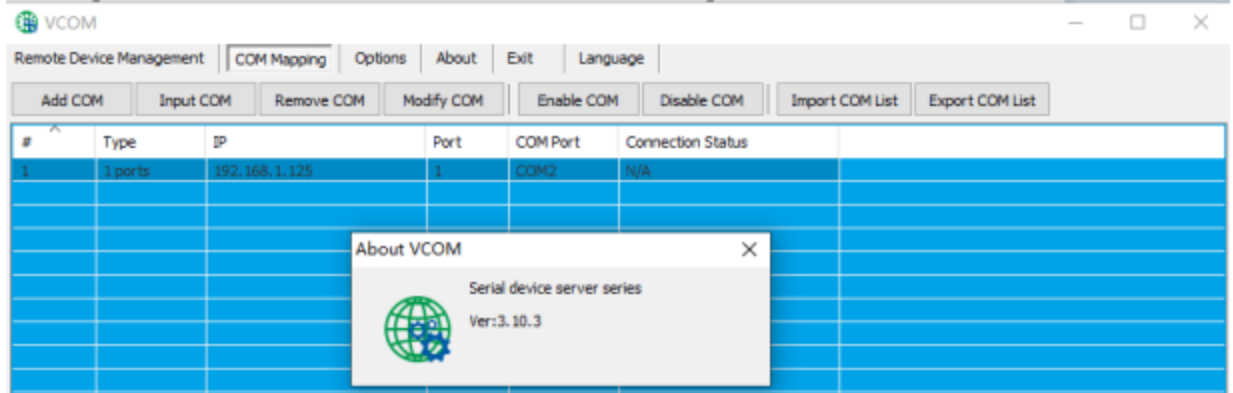 VCOM
Remote Device Management COM Mapping Options About Exit Language
Add COM Input COM Remove COM Modify COM Enable COM Disable COM Import COM List Export COM List
# Type IP Port COM Port Connection Status
1 1 ports 192.168.1.125 1 COM2 N/A
About VCOM
Serial device server series
Ver:3.10.3